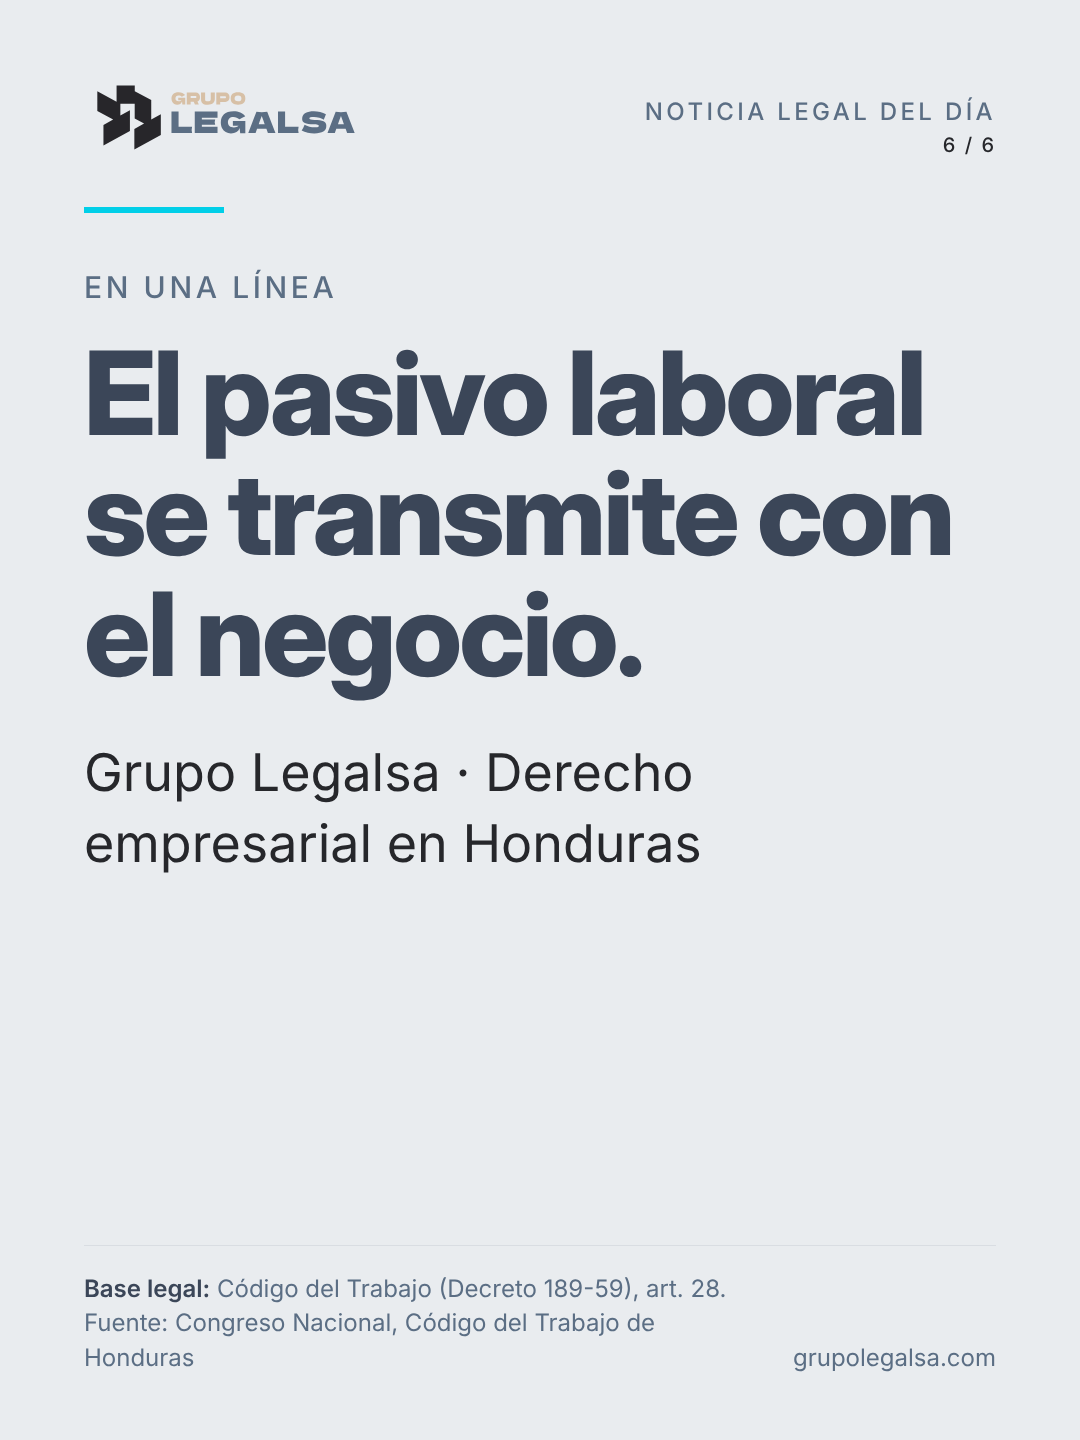 GRUPO
LEGALSA
NOTICIA LEGAL DEL DÍA
6 / 6
EN UNA LÍNEA
El pasivo laboral
se transmite con
el negocio.
Grupo Legalsa · Derecho
empresarial en Honduras
Base legal: Código del Trabajo (Decreto 189-59), art. 28.
Fuente: Congreso Nacional, Código del Trabajo de
Honduras
grupolegalsa.com